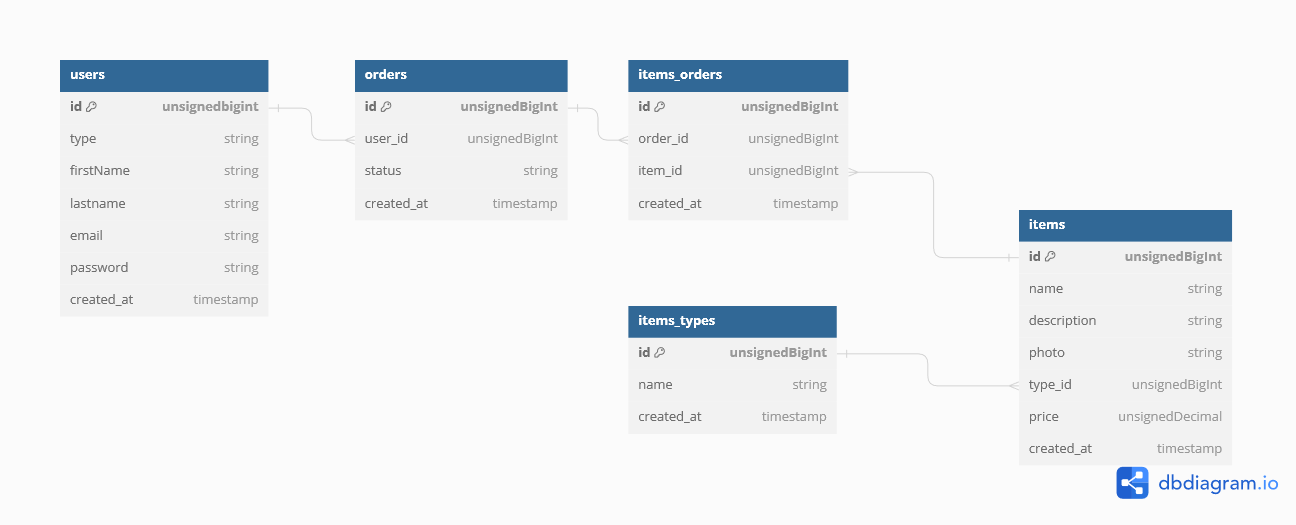 users
id unsignedbigint
type string
firstName string
lastname string
email string
password string
created_at timestamp
orders
id unsignedBigInt
user_id unsignedBigInt
status string
created_at timestamp
items_orders
id unsignedBigInt
order_id unsignedBigInt
item_id unsignedBigInt
created_at timestamp
items_types
id unsignedBigInt
name string
created_at timestamp
items
id unsignedBigInt
name string
description string
photo string
type_id unsignedBigInt
price unsignedDecimal
created_at timestamp
dbdiagram.io